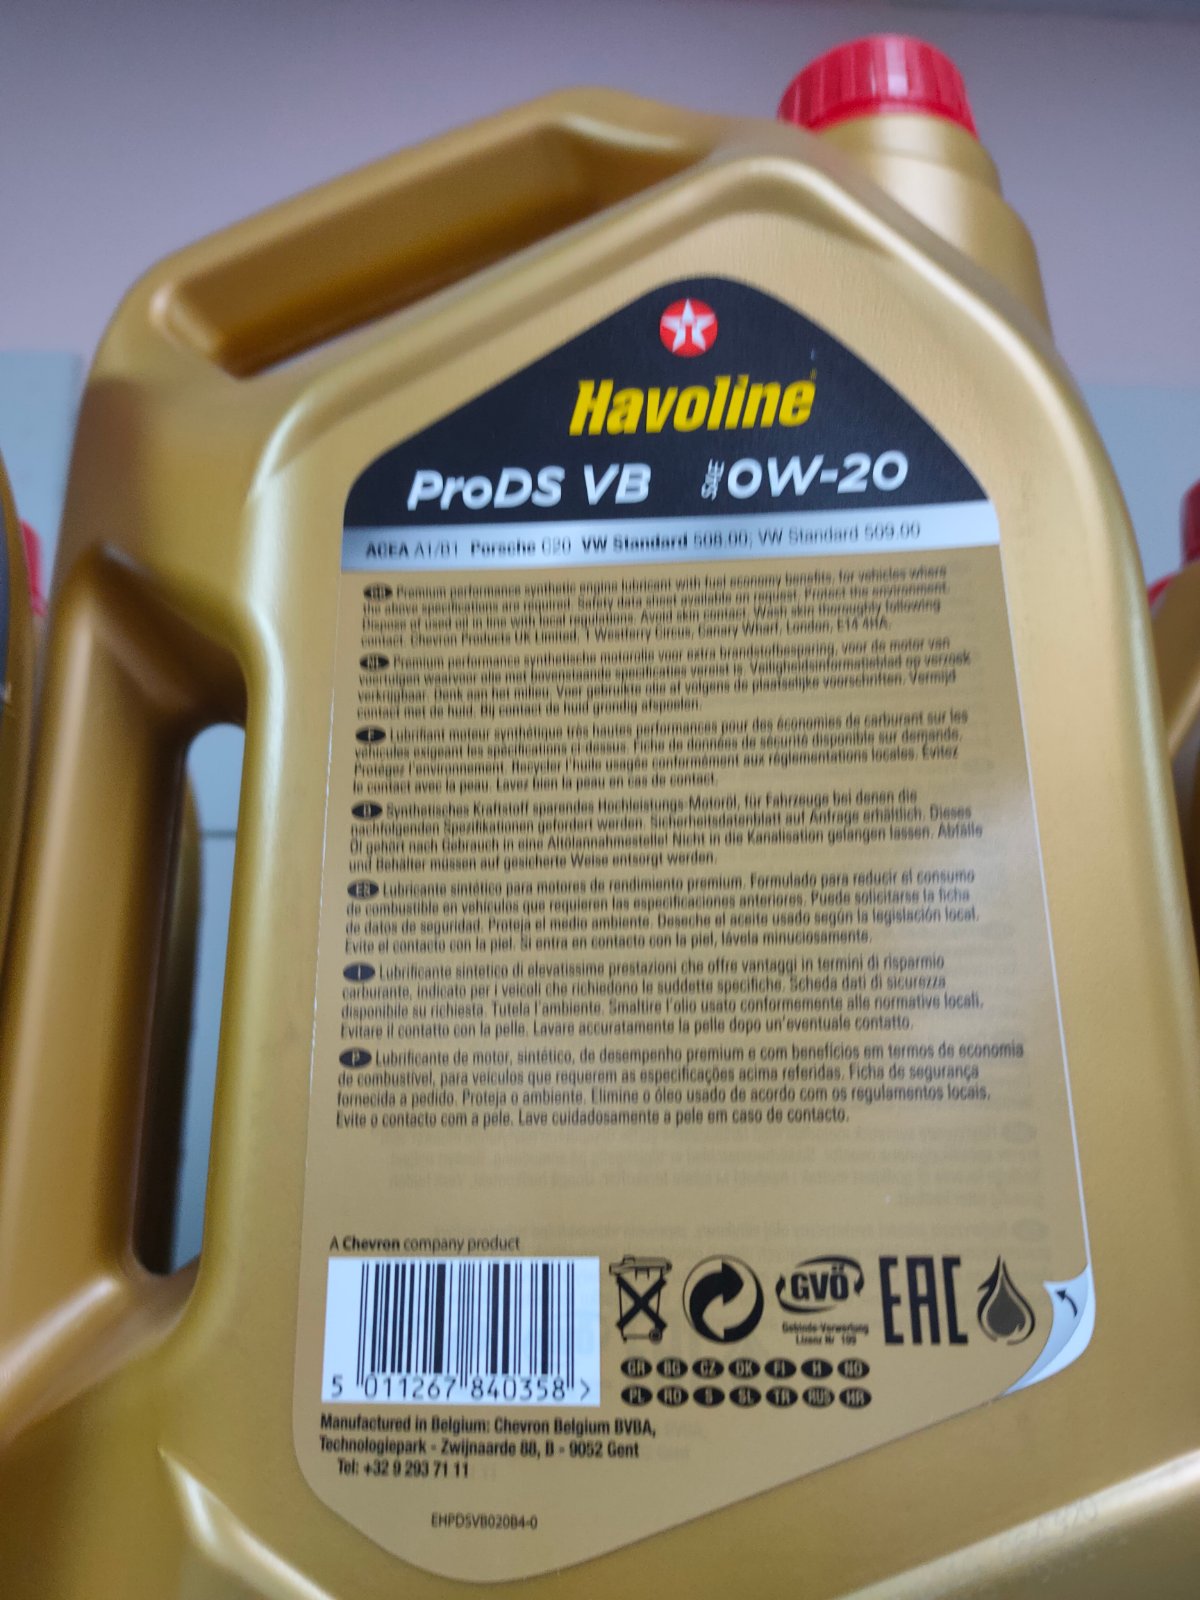 Havoline
ProDS VB SAE 0W-20
ACEA A1/B1 Porsche C20 VW Standard 508.00; VW Standard 509.00
GB Premium performance synthetic engine lubricant with fuel economy benefits, for vehicles where
the above specifications are required. Safety data sheet available on request. Protect the environment.
Dispose of used oil in line with local regulations. Avoid skin contact. Wash skin thoroughly following
contact. Chevron Products UK Limited, 1 Westferry Circus, Canary Wharf, London, E14 4HA.
NL Premium performance synthetische motorolie voor extra brandstofbesparing, voor de motor van
voertuigen waarvoor olie met bovenstaande specificaties vereist is. Veiligheidsinformatieblad op verzoek
verkrijgbaar. Denk aan het milieu. Voer gebruikte olie af volgens de plaatselijke voorschriften. Vermijd
contact met de huid. Bij contact de huid grondig afspoelen.
F Lubrifiant moteur synthétique très hautes performances pour des économies de carburant sur les
véhicules exigeant les spécifications ci-dessus. Fiche de données de sécurité disponible sur demande.
Protégez l'environnement. Recycler l'huile usagée conformément aux réglementations locales. Évitez
le contact avec la peau. Lavez bien la peau en cas de contact.
D Synthetisches Kraftstoff sparendes Hochleistungs-Motoröl, für Fahrzeuge bei denen die
nachfolgenden Spezifikationen gefordert werden. Sicherheitsdatenblatt auf Anfrage erhältlich. Dieses
Öl gehört nach Gebrauch in eine Altölannahmestelle! Nicht in die Kanalisation gelangen lassen. Abfälle
und Behälter müssen auf gesicherte Weise entsorgt werden.
ES Lubricante sintético para motores de rendimiento premium. Formulado para reducir el consumo
de combustible en vehículos que requieren las especificaciones anteriores. Puede solicitarse la ficha
de datos de seguridad. Proteja el medio ambiente. Deseche el aceite usado según la legislación local.
Evite el contacto con la piel. Si entra en contacto con la piel, lávela minuciosamente.
I Lubrificante sintetico di elevatissime prestazioni che offre vantaggi in termini di risparmio
carburante, indicato per i veicoli che richiedono le suddette specifiche. Scheda dati di sicurezza
disponibile su richiesta. Tutela l'ambiente. Smaltire l'olio usato conformemente alle normative locali.
Evitare il contatto con la pelle. Lavare accuratamente la pelle dopo un'eventuale contatto.
P Lubrificante de motor, sintético, de desempenho premium e com benefícios em termos de economia
de combustível, para veículos que requerem as especificações acima referidas. Ficha de segurança
fornecida a pedido. Proteja o ambiente. Elimine o óleo usado de acordo com os regulamentos locais.
Evite o contacto com a pele. Lave cuidadosamente a pele em caso de contacto.
A Chevron company product
GVÖ
Gebinde-Verwertung
Lizenz Nr 199
EAC
5 011267 840358 >
GR BG CZ DK FI H NO
PL RO S SL TR RUS HR
Manufactured in Belgium: Chevron Belgium BVBA,
Technologiepark - Zwijnaarde 88, B - 9052 Gent
Tel: +32 9 293 71 11
EHPDSVB020B4-0